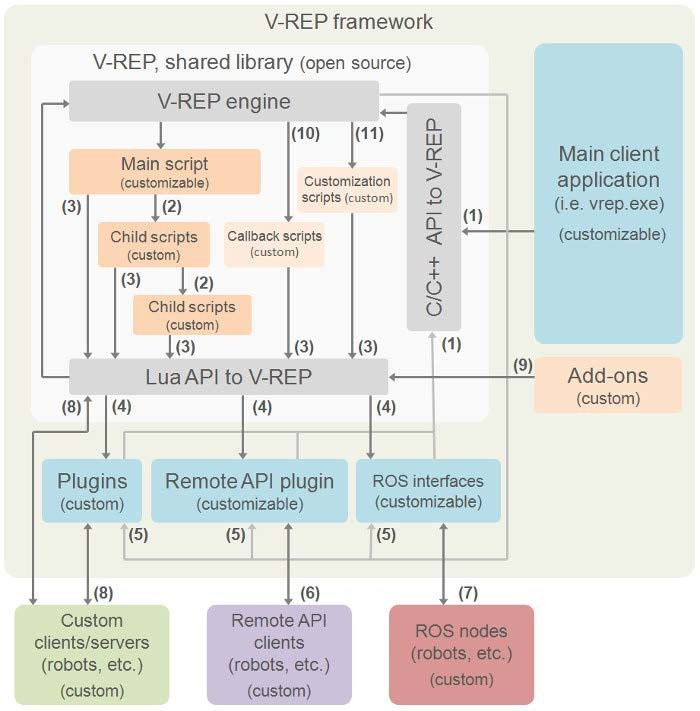 V-REP framework
V-REP, shared library (open source)
V-REP engine
(10)
(11)
Main script
(customizable)
Customization
scripts (custom)
(3)
(2)
Child scripts
(custom)
Callback scripts
(custom)
(3)
(2)
Child scripts
(custom)
(3)
(3)
(3)
C/C++ API to V-REP
(1)
(1)
Main client
application
(i.e. vrep.exe)
(customizable)
Lua API to V-REP
(9)
Add-ons
(custom)
(8)
(4)
(4)
(4)
Plugins
(custom)
Remote API plugin
(customizable)
ROS interfaces
(customizable)
(5)
(5)
(5)
(8)
(6)
(7)
Custom
clients/servers
(robots, etc.)
(custom)
Remote API
clients
(robots, etc.)
(custom)
ROS nodes
(robots, etc.)
(custom)